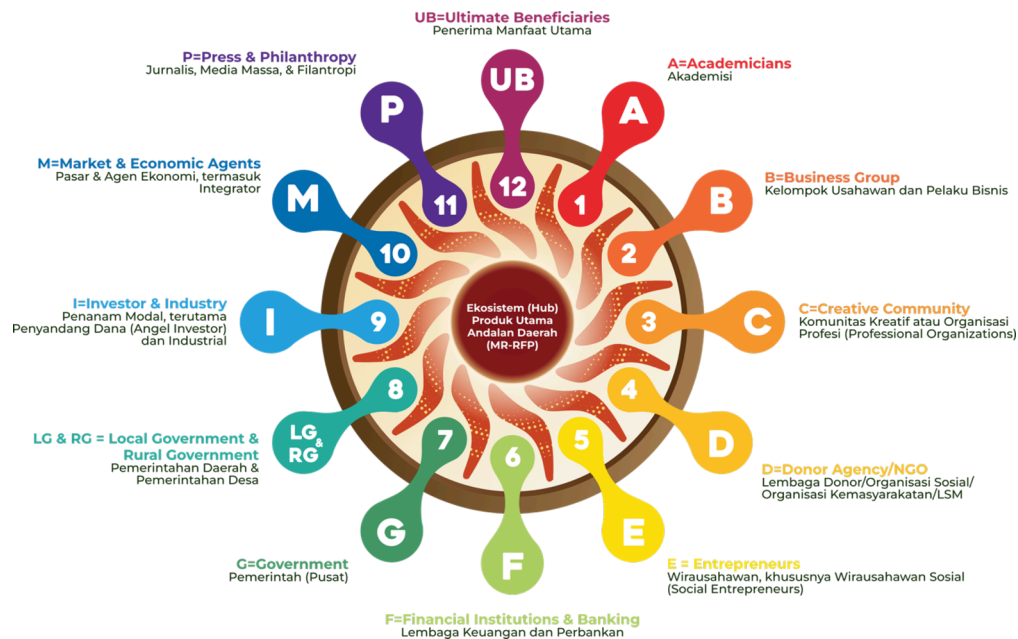 UB=Ultimate Beneficiaries
Penerima Manfaat Utama
UB
12
A=Academicians
Akademisi
A
1
B=Business Group
Kelompok Usahawan dan Pelaku Bisnis
B
2
C=Creative Community
Komunitas Kreatif atau Organisasi
Profesi (Professional Organizations)
C
3
D=Donor Agency/NGO
Lembaga Donor/Organisasi Sosial/
Organisasi Kemasyarakatan/LSM
D
4
E = Entrepreneurs
Wirausahawan, khususnya Wirausahawan Sosial
(Social Entrepreneurs)
E
5
F=Financial Institutions & Banking
Lembaga Keuangan dan Perbankan
F
6
G=Government
Pemerintah (Pusat)
G
7
LG & RG = Local Government &
Rural Government
Pemerintahan Daerah &
Pemerintahan Desa
LG
&
RG
8
I=Investor & Industry
Penanam Modal, terutama
Penyandang Dana (Angel Investor)
dan Industrial
I
9
M=Market & Economic Agents
Pasar & Agen Ekonomi, termasuk
Integrator
M
10
P=Press & Philanthropy
Jurnalis, Media Massa, & Filantropi
P
11
Ekosistem (Hub)
Produk Utama
Andalan Daerah
(MR-RFP)